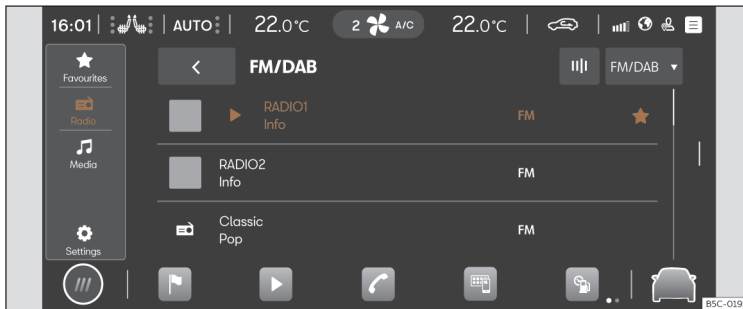 16:01 AUTO 22.0°C 2 A/C 22.0°C
Favourites
Radio
Media
Settings
FM/DAB
FM/DAB
RADIO1 FM
Info
RADIO2
Info FM
Classic
Pop FM
B5C-019